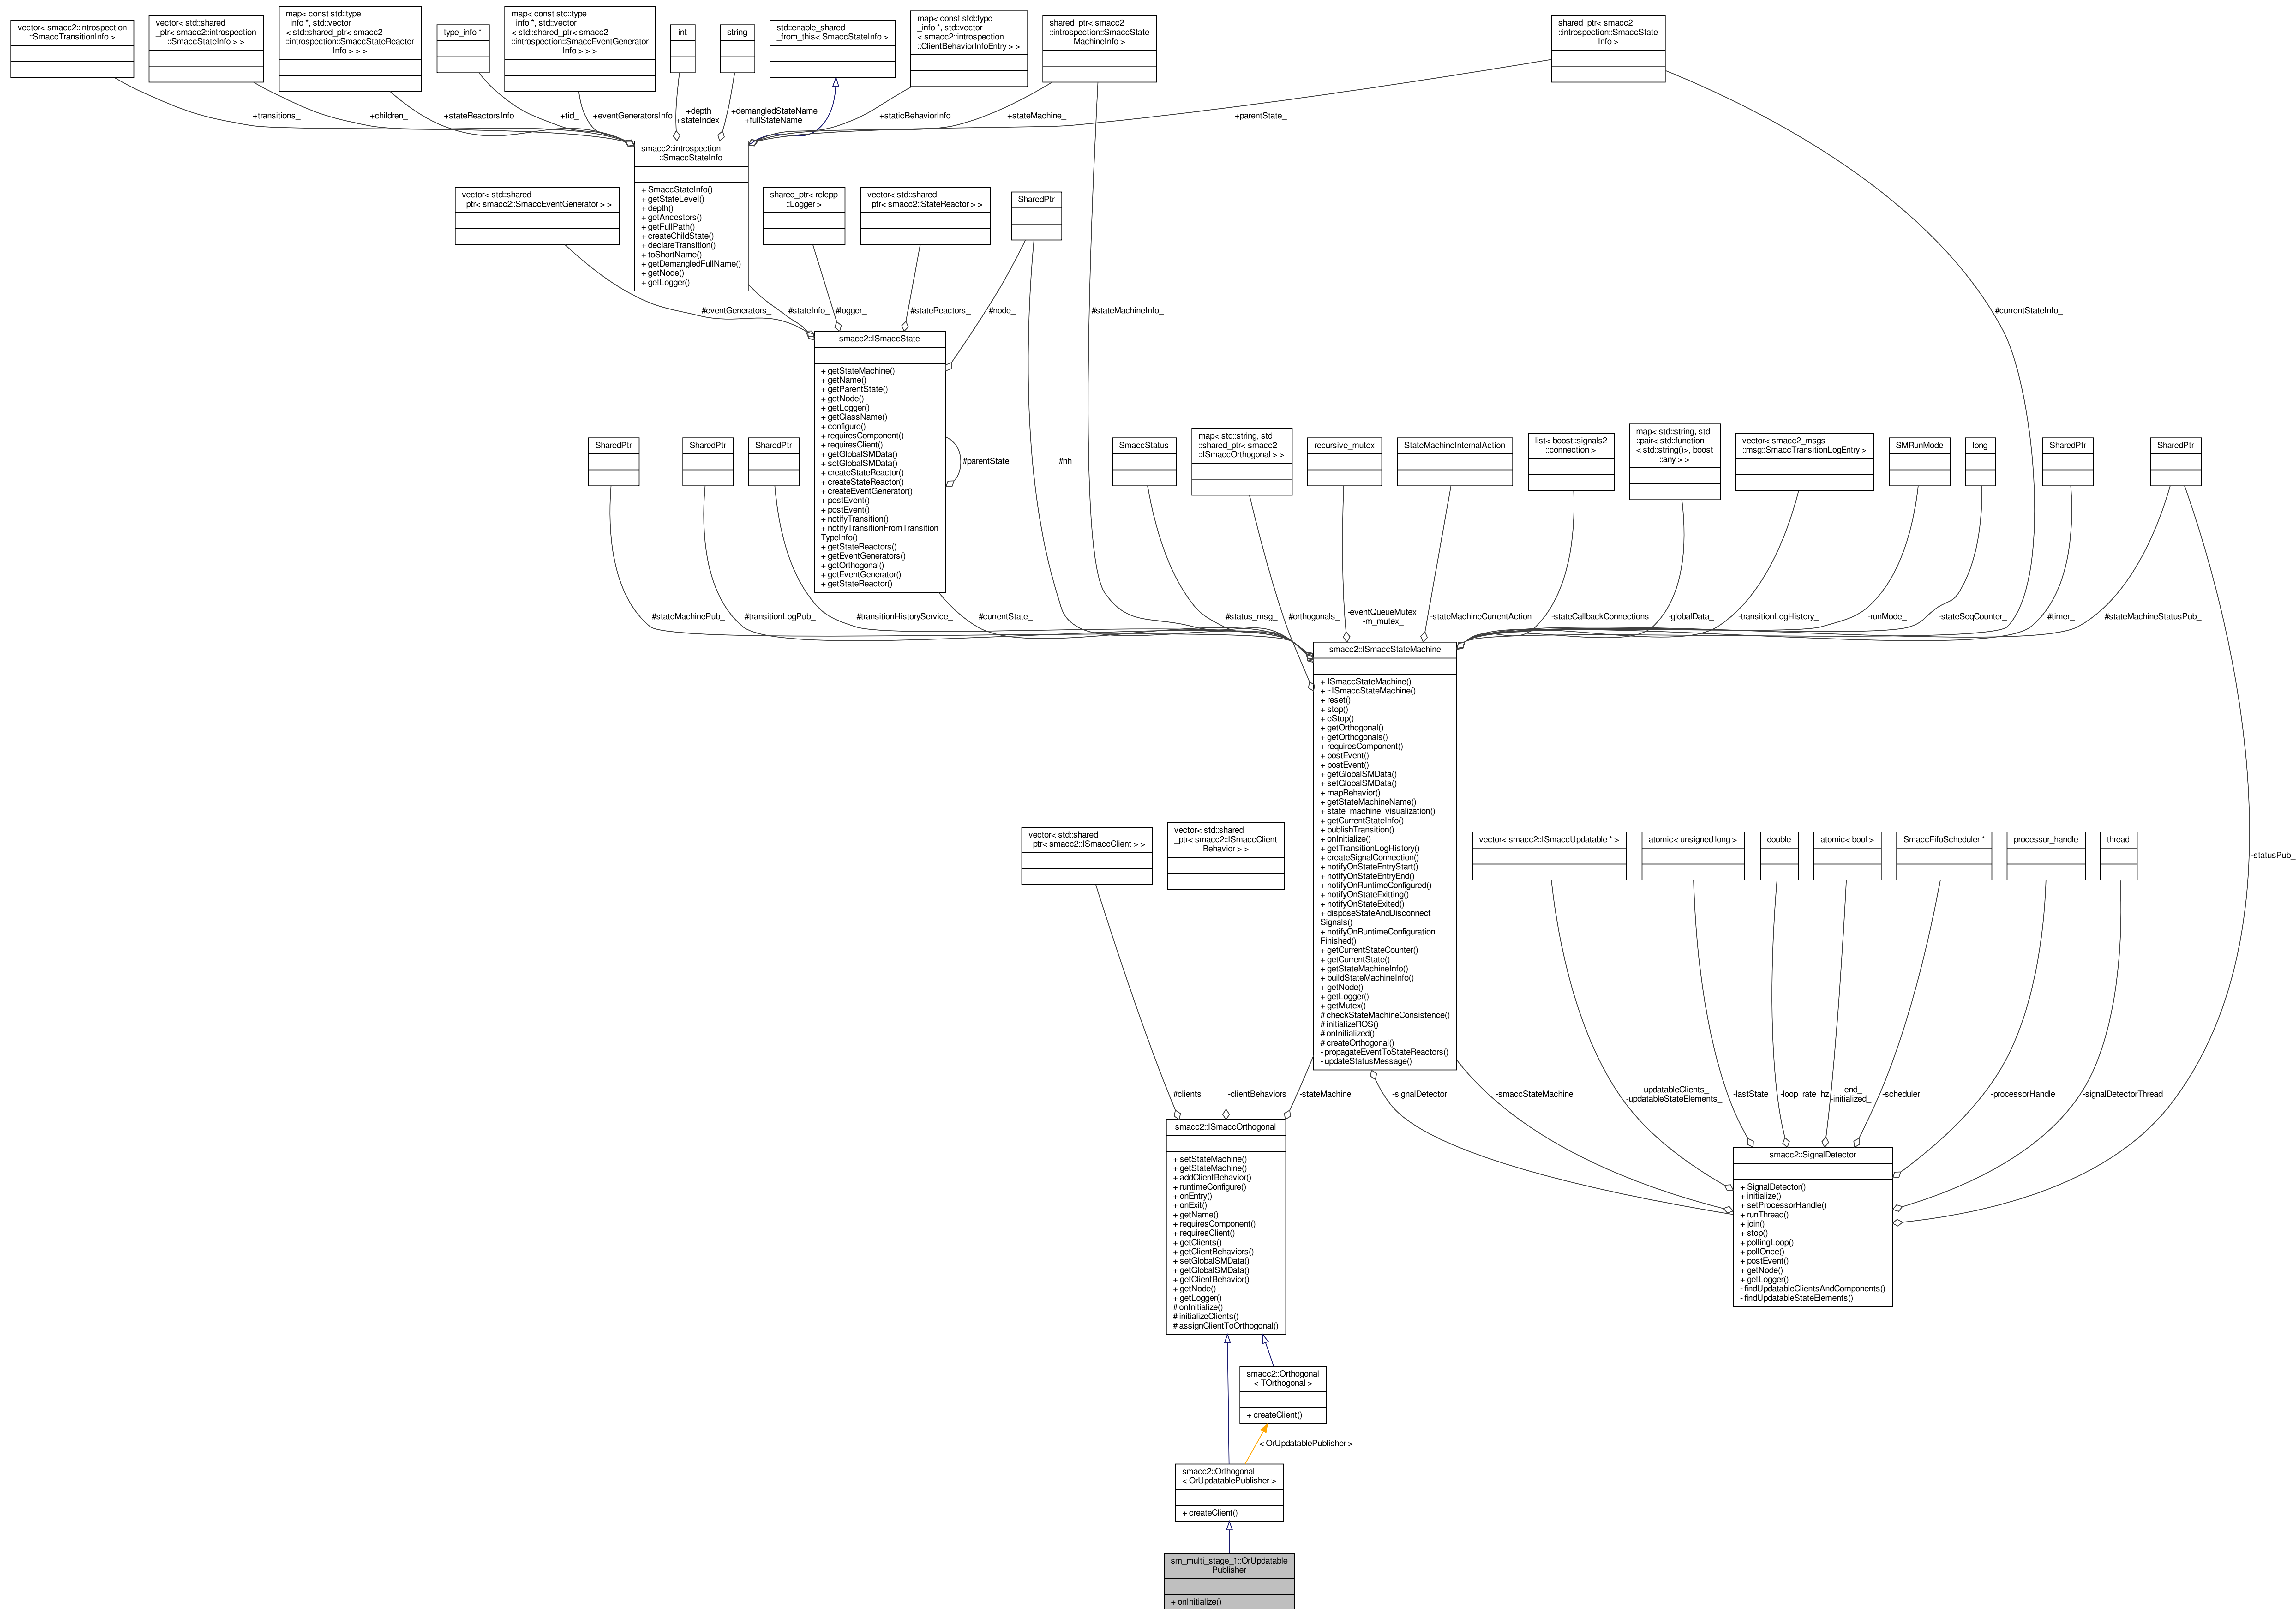 vector< smacc2::introspection
::SmaccTransitionInfo >
vector< std::shared
_ptr< smacc2::introspection
::SmaccStateInfo > >
map< const std::type
_info *, std::vector
< std::shared_ptr< smacc2
::introspection::SmaccStateReactor
Info > > >
type_info *
map< const std::type
_info *, std::vector
< std::shared_ptr< smacc2
::introspection::SmaccEventGenerator
Info > > >
int
string
std::enable_shared
_from_this< SmaccStateInfo >
map< const std::type
_info *, std::vector
< smacc2::introspection
::ClientBehaviorInfoEntry > >
shared_ptr< smacc2
::introspection::SmaccState
MachineInfo >
shared_ptr< smacc2
::introspection::SmaccState
Info >
+transitions_
+children_
+stateReactorsInfo
+tid_
+eventGeneratorsInfo
+depth_
+stateIndex_
+demangledStateName
+fullStateName
+staticBehaviorInfo
+stateMachine_
+parentState_
smacc2::introspection
::SmaccStateInfo
+ SmaccStateInfo()
+ getStateLevel()
+ depth()
+ getAncestors()
+ getFullPath()
+ createChildState()
+ declareTransition()
+ toShortName()
+ getDemangledFullName()
+ getNode()
+ getLogger()
vector< std::shared
_ptr< smacc2::SmaccEventGenerator > >
shared_ptr< rclcpp
::Logger >
vector< std::shared
_ptr< smacc2::StateReactor > >
SharedPtr
#eventGenerators_
#stateInfo_
#logger_
#stateReactors_
#node_
#stateMachineInfo_
#currentStateInfo_
smacc2::ISmaccState
+ getStateMachine()
+ getName()
+ getParentState()
+ getNode()
+ getLogger()
+ getClassName()
+ configure()
+ requiresComponent()
+ requiresClient()
+ getGlobalSMData()
+ setGlobalSMData()
+ createStateReactor()
+ createStateReactor()
+ createEventGenerator()
+ postEvent()
+ postEvent()
+ notifyTransition()
+ notifyTransitionFromTransition
TypeInfo()
+ getStateReactors()
+ getEventGenerators()
+ getOrthogonal()
+ getEventGenerator()
+ getStateReactor()
#parentState_
#nh_
SharedPtr
SharedPtr
SharedPtr
SmaccStatus
map< std::string, std
::shared_ptr< smacc2
::ISmaccOrthogonal > >
recursive_mutex
StateMachineInternalAction
list< boost::signals2
::connection >
map< std::string, std
::pair< std::function
< std::string()>, boost
::any > >
vector< smacc2_msgs
::msg::SmaccTransitionLogEntry >
SMRunMode
long
SharedPtr
SharedPtr
#stateMachinePub_
#transitionLogPub_
#transitionHistoryService_
#currentState_
#status_msg_
#orthogonals_
-eventQueueMutex_
-m_mutex_
-stateMachineCurrentAction
-stateCallbackConnections
-globalData_
-transitionLogHistory_
-runMode_
-stateSeqCounter_
#timer_
#stateMachineStatusPub_
smacc2::ISmaccStateMachine
+ ISmaccStateMachine()
+ ~ISmaccStateMachine()
+ reset()
+ stop()
+ eStop()
+ getOrthogonal()
+ getOrthogonals()
+ requiresComponent()
+ postEvent()
+ postEvent()
+ getGlobalSMData()
+ setGlobalSMData()
+ mapBehavior()
+ getStateMachineName()
+ state_machine_visualization()
+ getCurrentStateInfo()
+ publishTransition()
+ onInitialize()
+ getTransitionLogHistory()
+ createSignalConnection()
+ notifyOnStateEntryStart()
+ notifyOnStateEntryEnd()
+ notifyOnRuntimeConfigured()
+ notifyOnStateExitting()
+ notifyOnStateExited()
+ disposeStateAndDisconnect
Signals()
+ notifyOnRuntimeConfiguration
Finished()
+ getCurrentStateCounter()
+ getCurrentState()
+ getStateMachineInfo()
+ buildStateMachineInfo()
+ getNode()
+ getLogger()
+ getMutex()
# checkStateMachineConsistence()
# initializeROS()
# onInitialized()
# createOrthogonal()
- propagateEventToStateReactors()
- updateStatusMessage()
vector< std::shared
_ptr< smacc2::ISmaccClient > >
vector< std::shared
_ptr< smacc2::ISmaccClient
Behavior > >
vector< smacc2::ISmaccUpdatable * >
atomic< unsigned long >
double
atomic< bool >
SmaccFifoScheduler *
processor_handle
thread
-statusPub_
#clients_
-clientBehaviors_
-stateMachine_
-signalDetector_
-smaccStateMachine_
-updatableClients_
-updatableStateElements_
-lastState_
-loop_rate_hz
-end_
-initialized_
-scheduler_
-processorHandle_
-signalDetectorThread_
smacc2::ISmaccOrthogonal
+ setStateMachine()
+ getStateMachine()
+ addClientBehavior()
+ runtimeConfigure()
+ onEntry()
+ onExit()
+ getName()
+ requiresComponent()
+ requiresClient()
+ getClients()
+ getClientBehaviors()
+ setGlobalSMData()
+ getGlobalSMData()
+ getClientBehavior()
+ getNode()
+ getLogger()
# onInitialize()
# initializeClients()
# assignClientToOrthogonal()
smacc2::SignalDetector
+ SignalDetector()
+ initialize()
+ setProcessorHandle()
+ runThread()
+ join()
+ stop()
+ pollingLoop()
+ pollOnce()
+ postEvent()
+ getNode()
+ getLogger()
- findUpdatableClientsAndComponents()
- findUpdatableStateElements()
smacc2::Orthogonal
< TOrthogonal >
+ createClient()
< OrUpdatablePublisher >
smacc2::Orthogonal
< OrUpdatablePublisher >
+ createClient()
sm_multi_stage_1::OrUpdatable
Publisher
+ onInitialize()